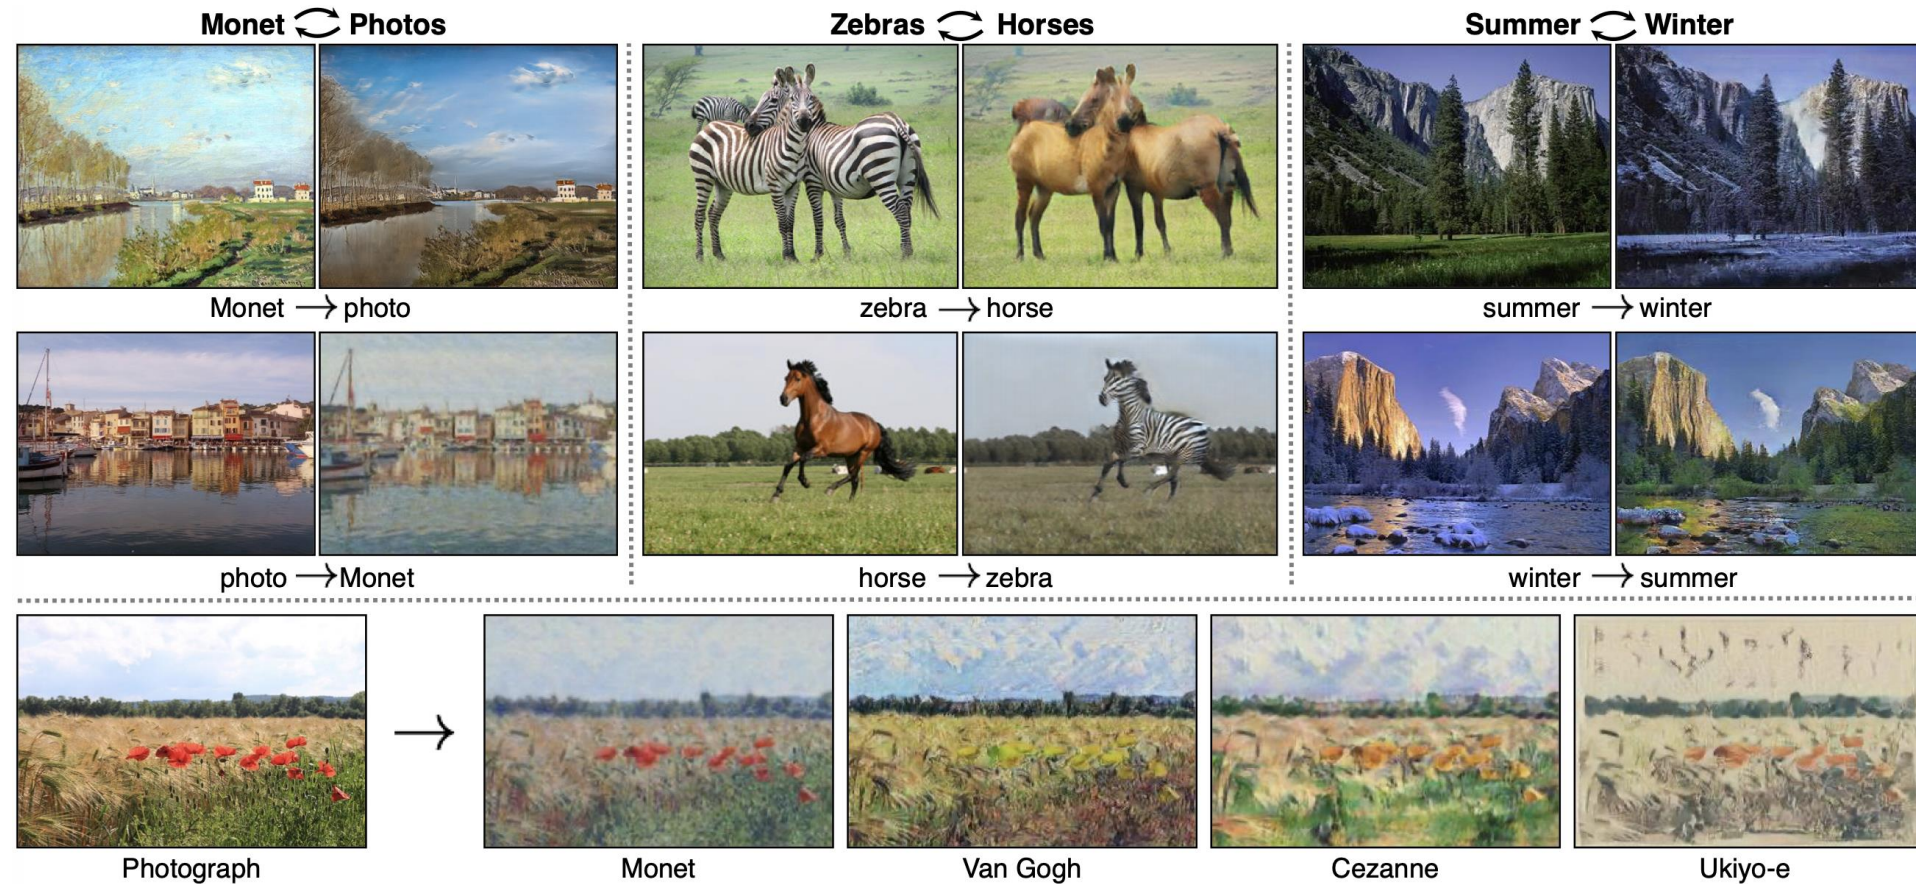 Monet Photos
Zebras Horses
Summer Winter
Monet → photo
zebra → horse
summer → winter
photo → Monet
horse → zebra
winter → summer
Photograph
Monet
Van Gogh
Cezanne
Ukiyo-e